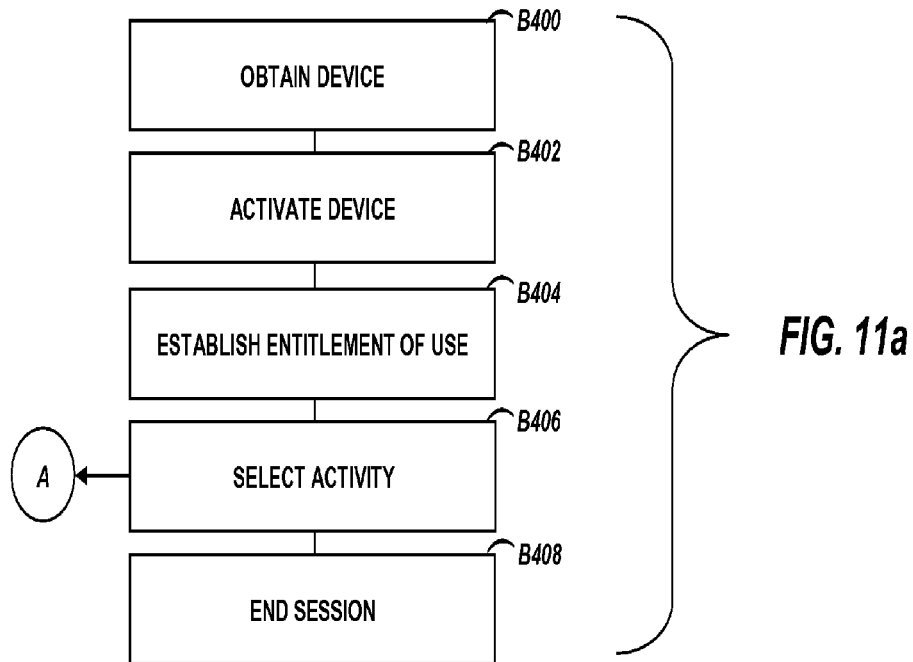 B400
OBTAIN DEVICE
B402
ACTIVATE DEVICE
B404
ESTABLISH ENTITLEMENT OF USE
B406
A
SELECT ACTIVITY
B408
END SESSION
FIG. 11a